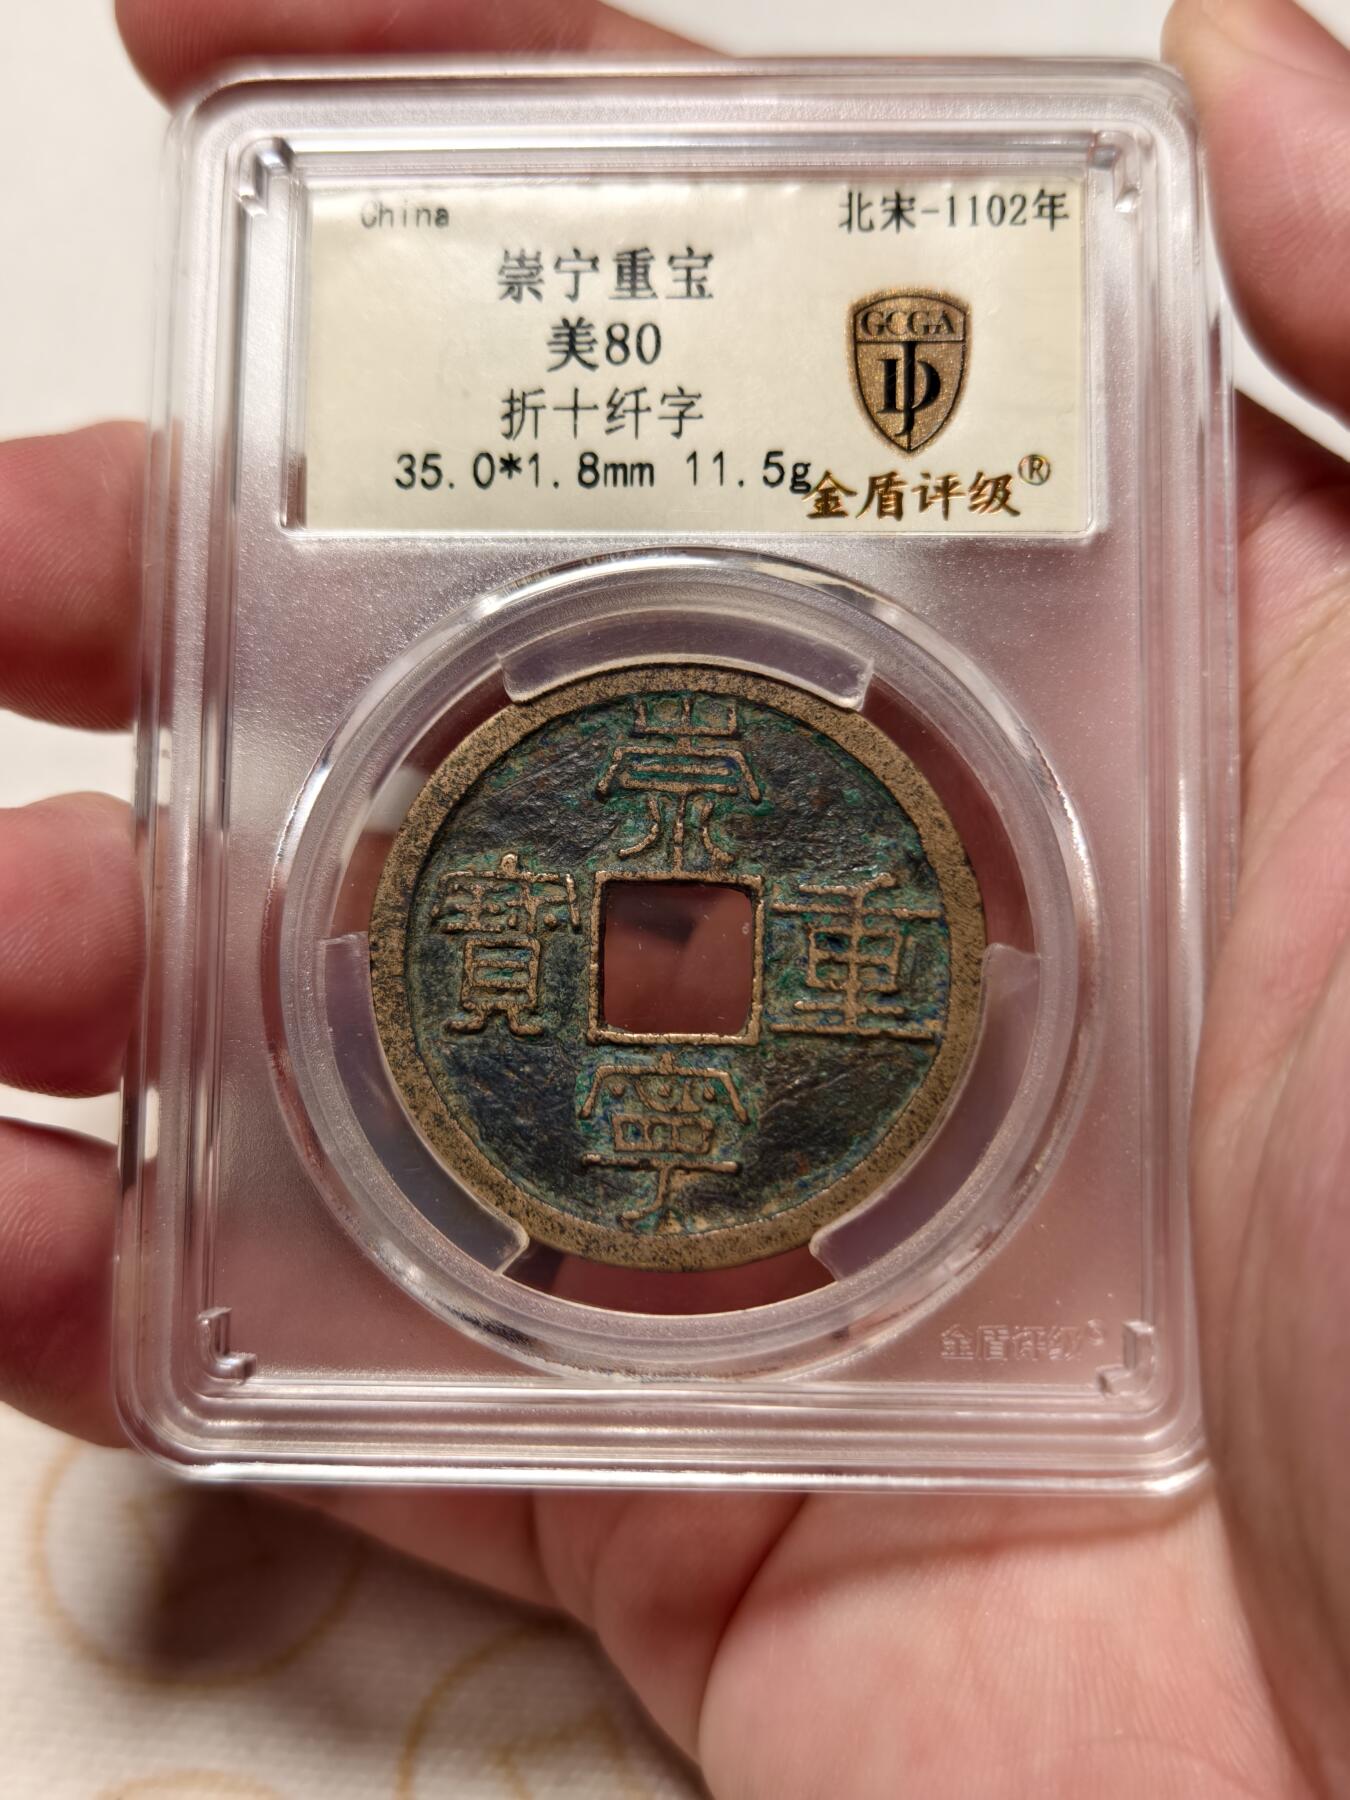 China
北宋-1102年
崇宁重宝
美80
折十纤字
35.0*1.8mm 11.5g
GCGA
JD
金盾评级®
崇
寧
重
寶
金盾评级